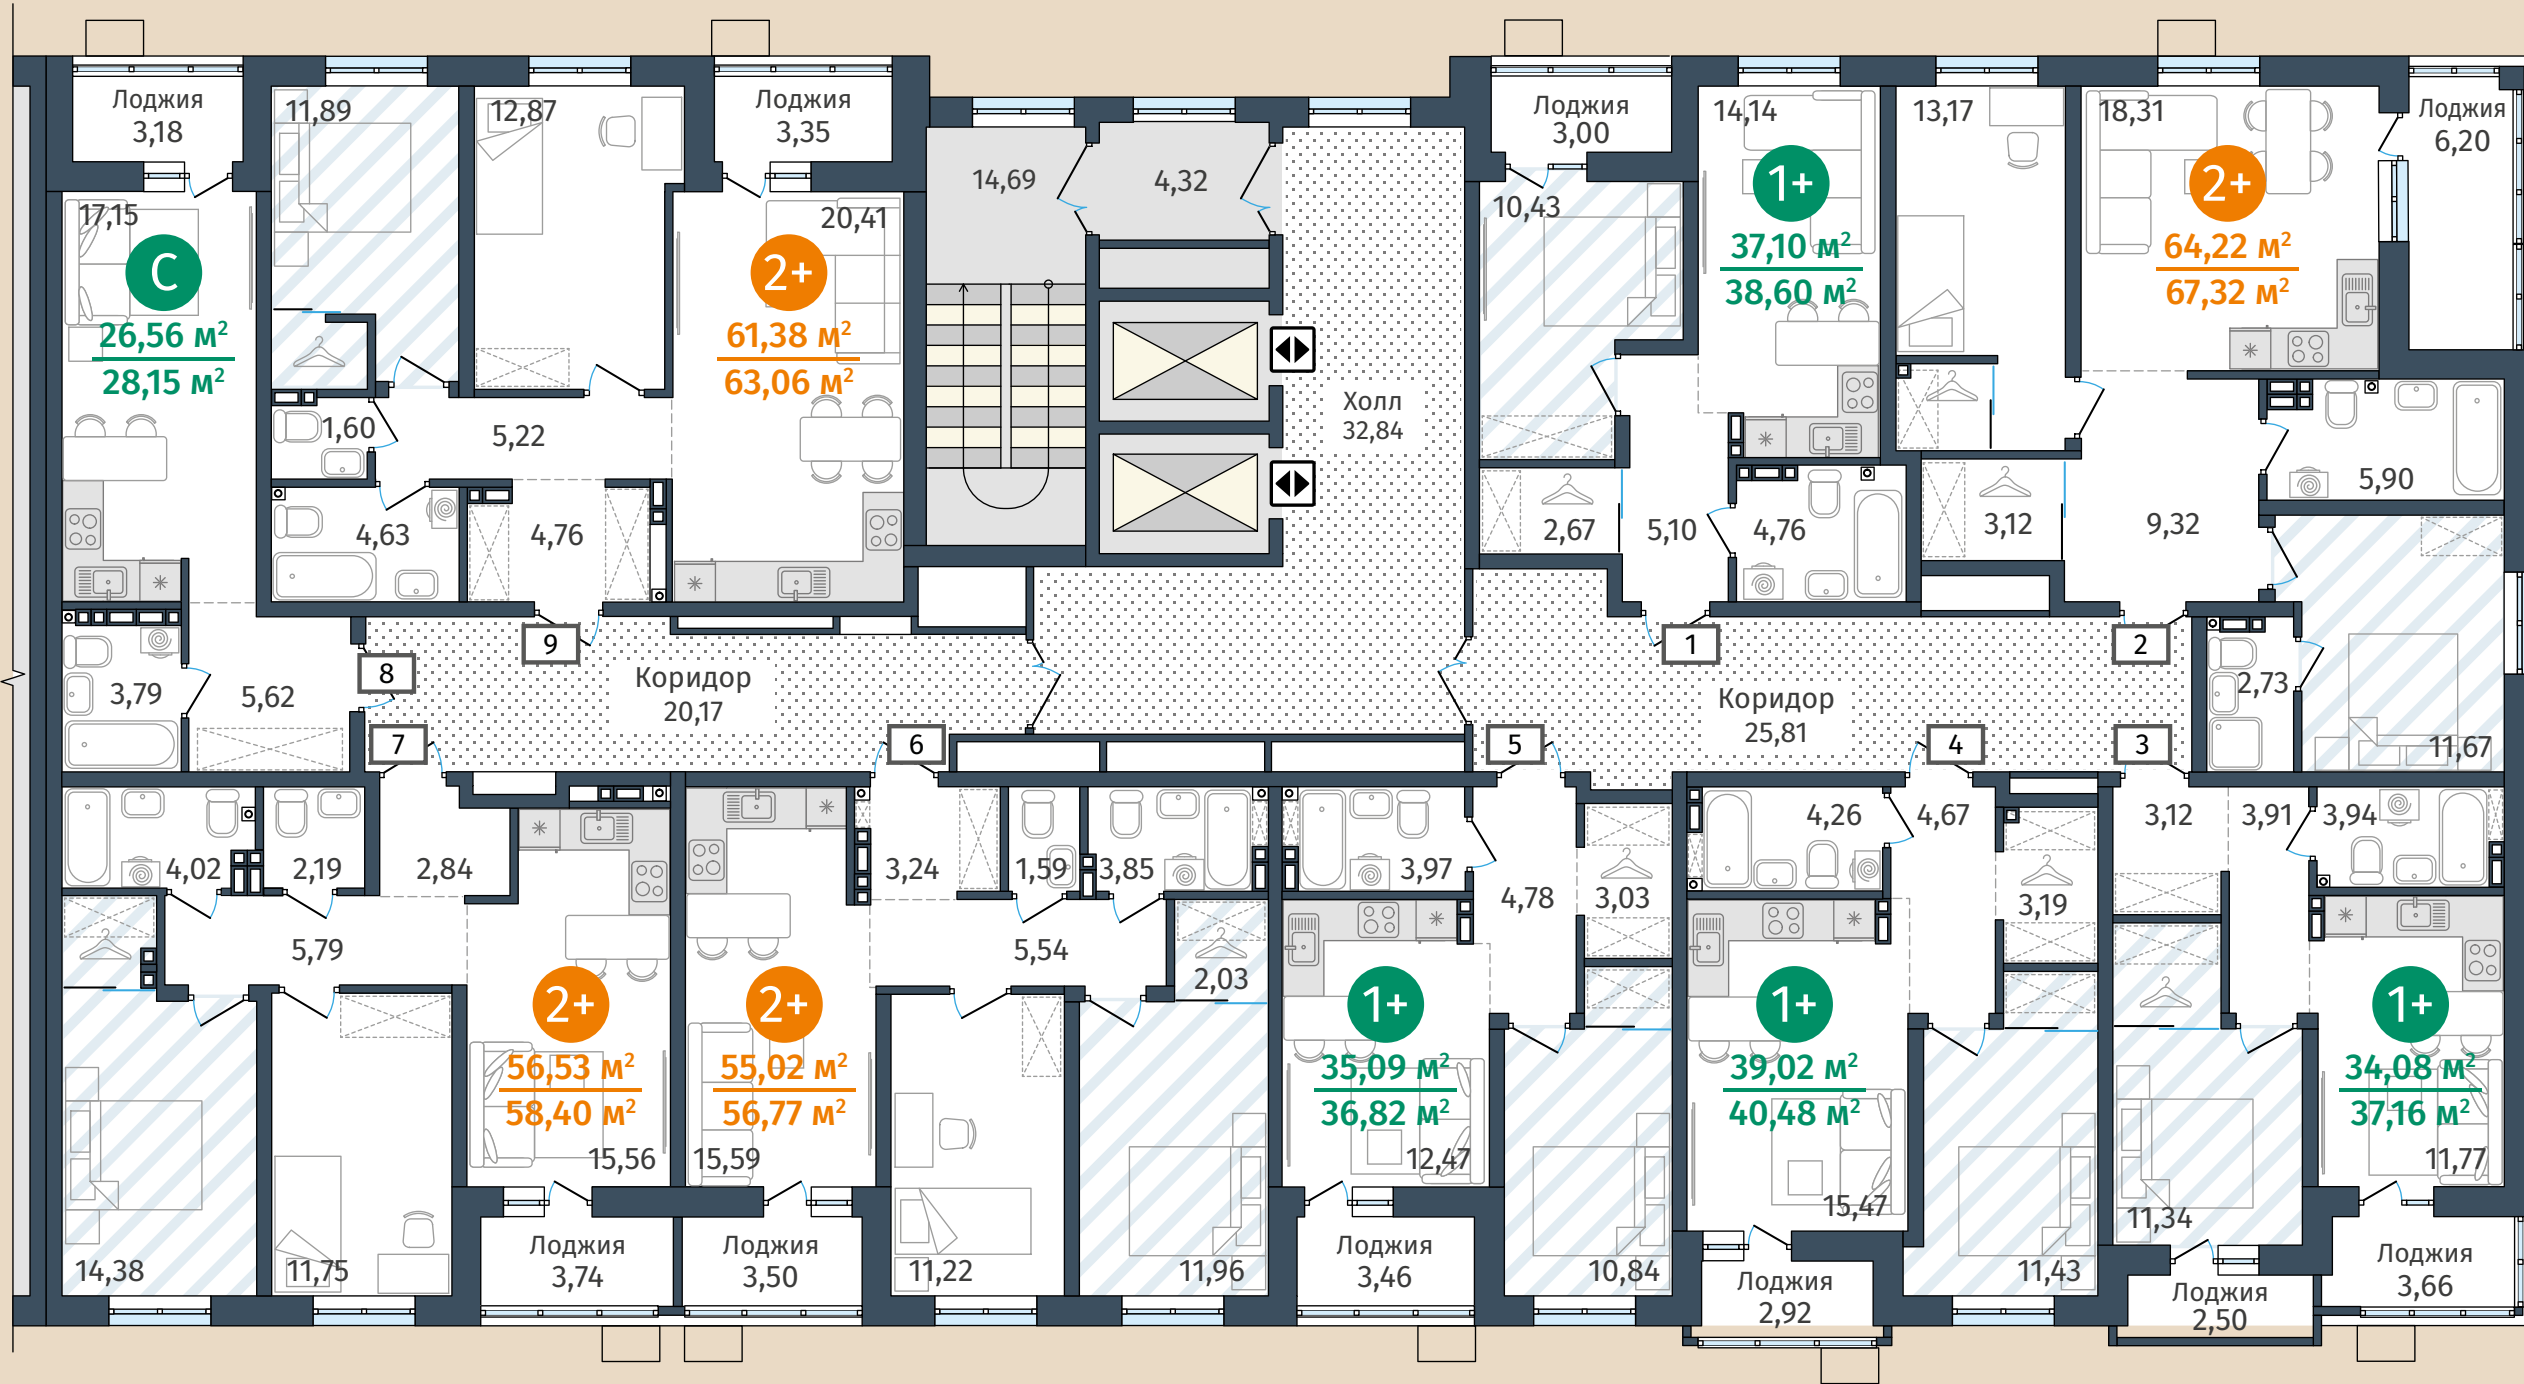 Лоджия
3,18
11,89
12,87
Лоджия
3,35
14,69
4,32
Лоджия
3,00
14,14
13,17
18,31
Лоджия
6,20
17,15
C
26,56 м²
28,15 м²
20,41
2+
61,38 м²
63,06 м²
10,43
1+
37,10 м²
38,60 м²
2+
64,22 м²
67,32 м²
Холл
32,84
1,60
5,22
4,63
4,76
2,67
5,10
4,76
3,12
9,32
5,90
3,79
5,62
8
9
Коридор
20,17
7
6
1
2
Коридор
25,81
5
4
3
2,73
11,67
4,02
2,19
2,84
3,24
1,59
3,85
3,97
4,78
3,03
4,26
4,67
3,19
3,12
3,91
3,94
5,79
5,54
2,03
2+
56,53 м²
58,40 м²
15,56
2+
55,02 м²
56,77 м²
15,59
1+
35,09 м²
36,82 м²
12,47
1+
39,02 м²
40,48 м²
15,47
1+
34,08 м²
37,16 м²
11,77
14,38
11,75
Лоджия
3,74
Лоджия
3,50
11,22
11,96
Лоджия
3,46
10,84
Лоджия
2,92
11,43
11,34
Лоджия
2,50
Лоджия
3,66